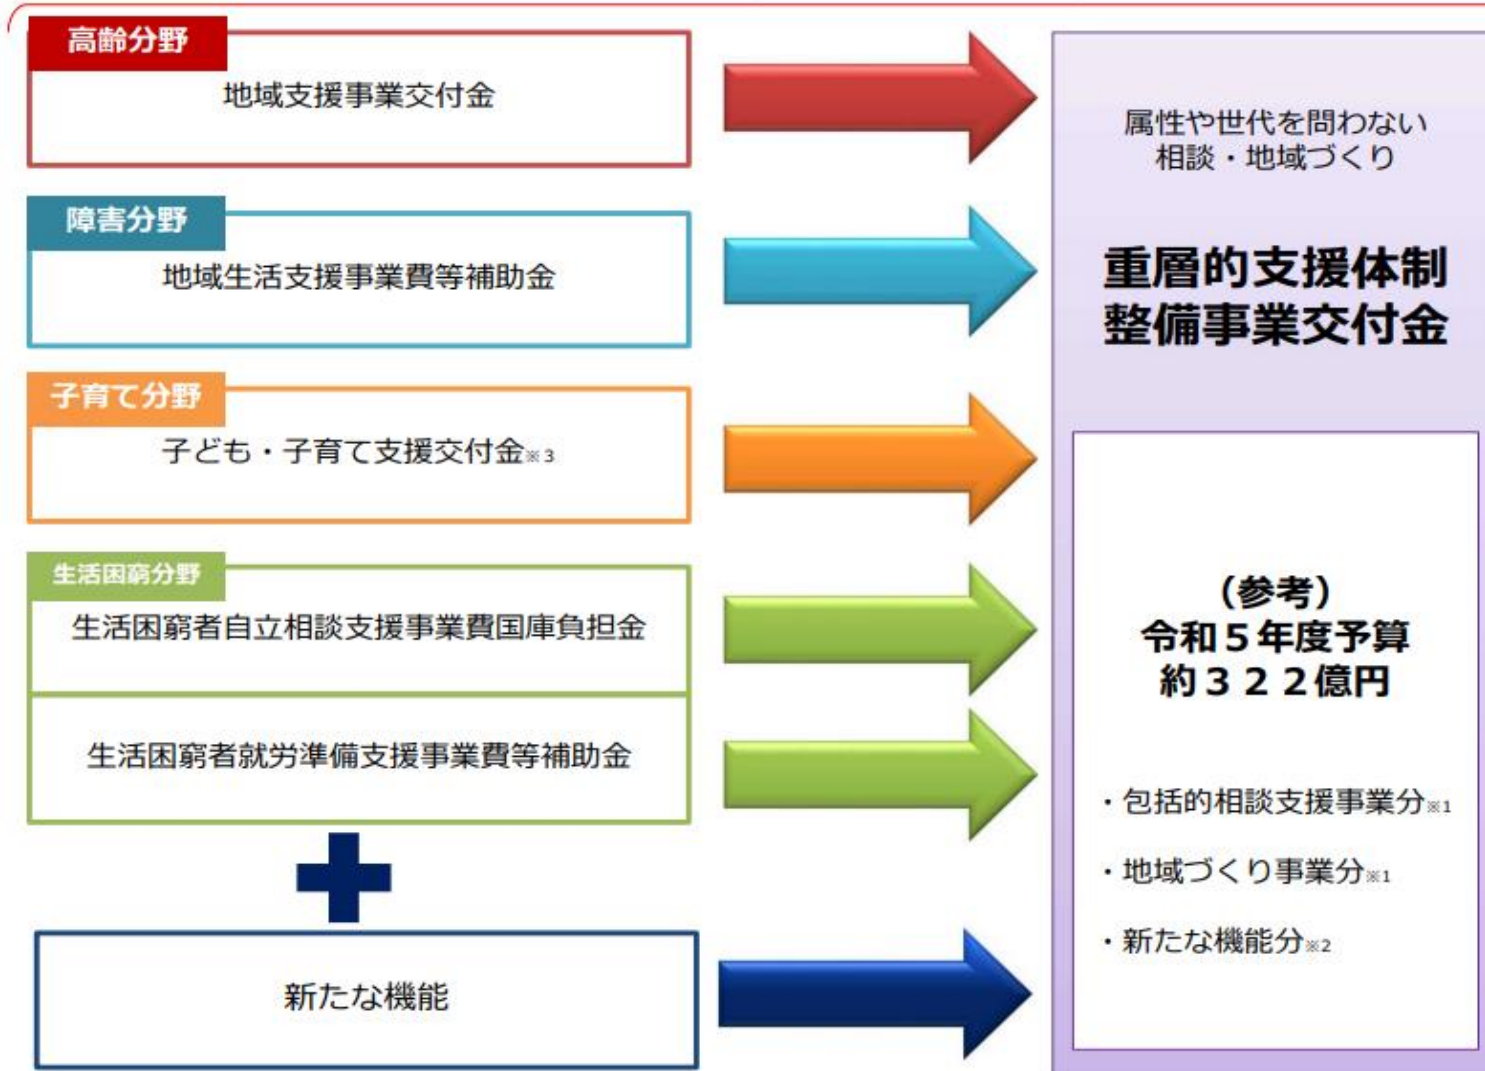 高齢分野
地域支援事業交付金
障害分野
地域生活支援事業費等補助金
子育て分野
子ども・子育て支援交付金※3
生活困窮分野
生活困窮者自立相談支援事業費国庫負担金
生活困窮者就労準備支援事業費等補助金
新たな機能
属性や世代を問わない
相談・地域づくり
重層的支援体制
整備事業交付金
（参考）
令和５年度予算
約３２２億円
・包括的相談支援事業分※1
・地域づくり事業分※1
・新たな機能分※2